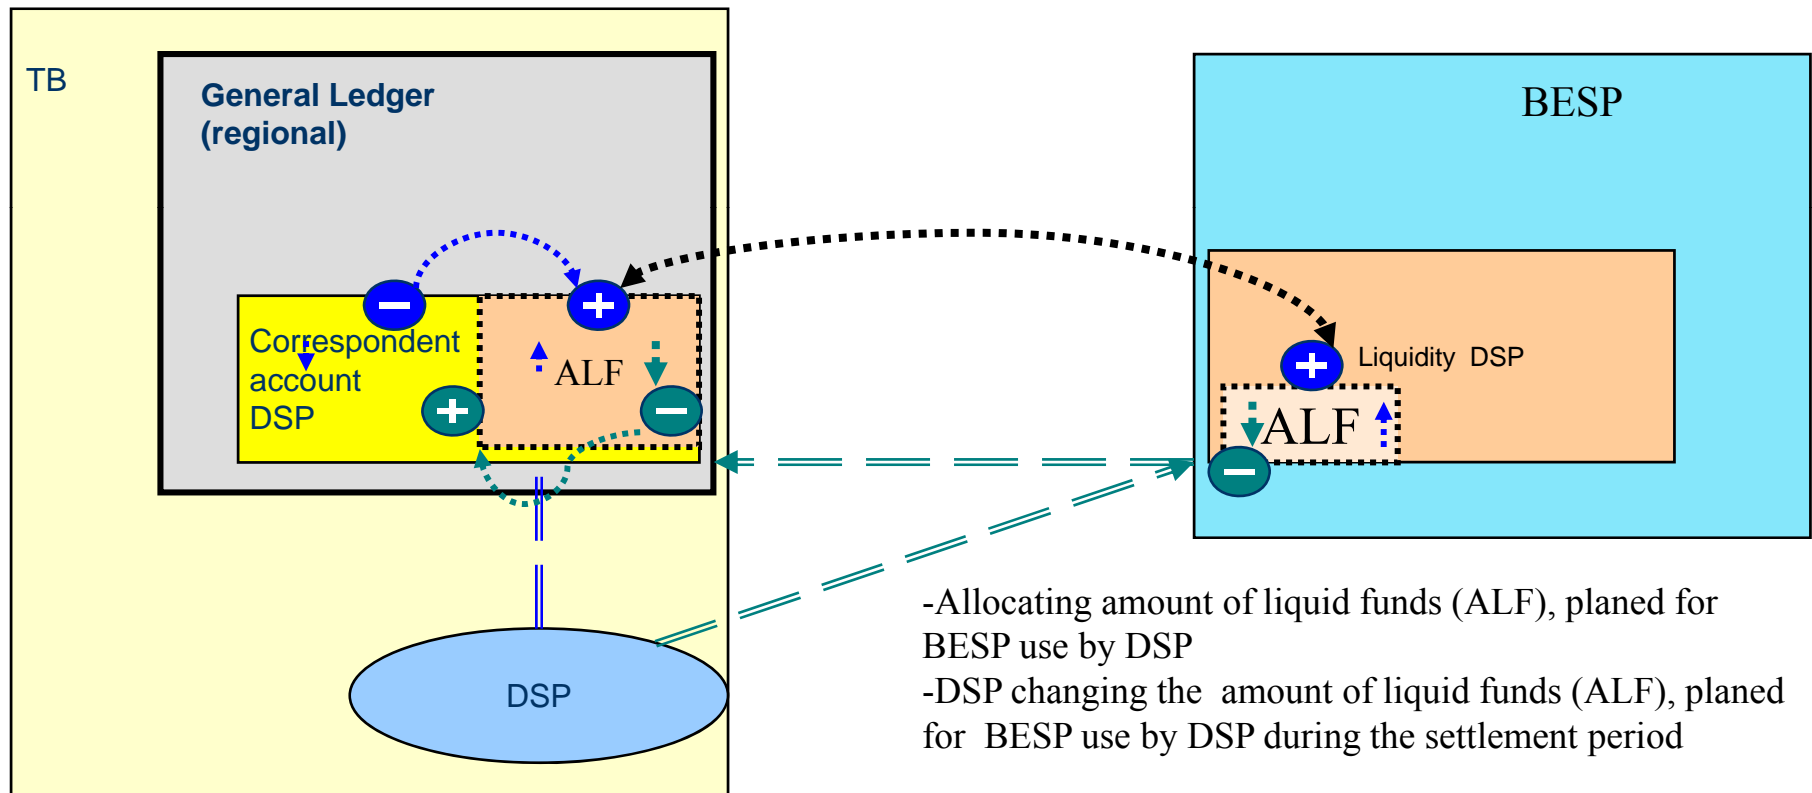 TB
General Ledger
(regional)
BESP
Correspondent
account
DSP
ALF
Liquidity DSP
ALF
DSP
-Allocating amount of liquid funds (ALF), planed for
BESP use by DSP
-DSP changing the amount of liquid funds (ALF), planed
for BESP use by DSP during the settlement period